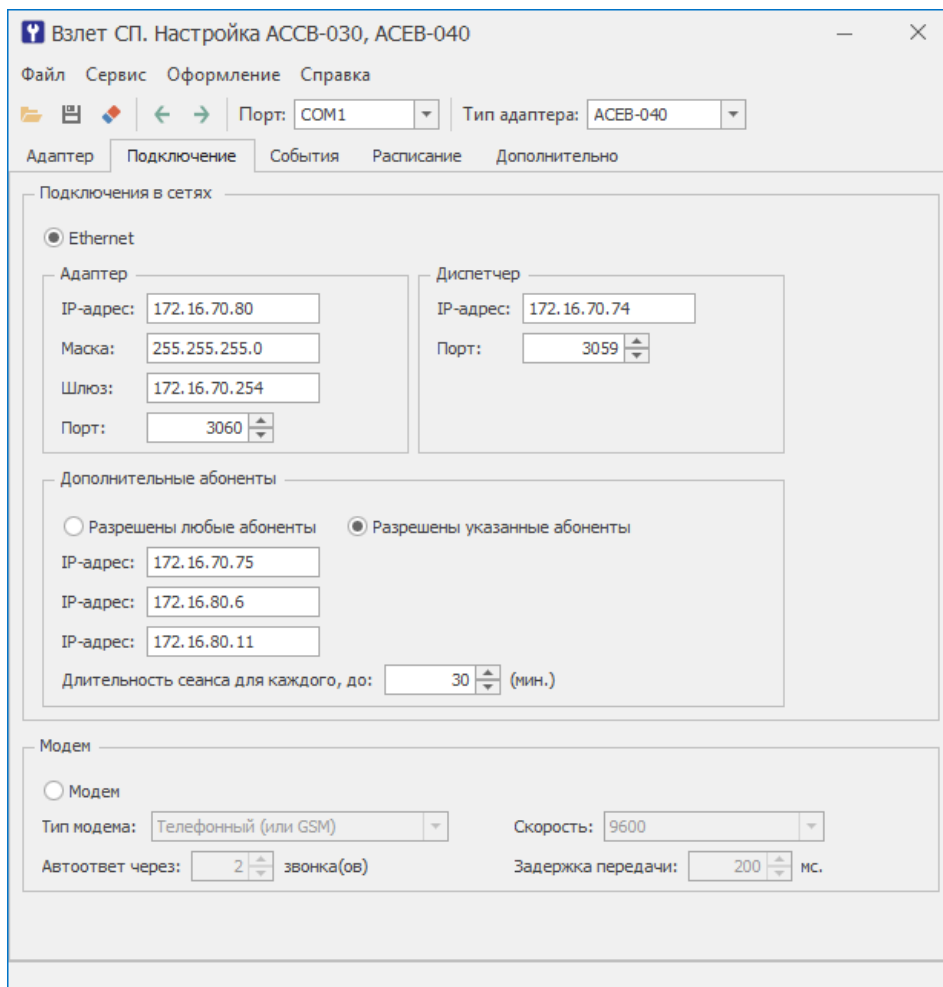 Взлет СП. Настройка АССВ-030, АСЕВ-040
Файл Сервис Оформление Справка
Порт: COM1 Тип адаптера: АСЕВ-040
Адаптер Подключение События Расписание Дополнительно
Подключения в сетях
Ethernet
Адаптер Диспетчер
IP-адрес: 172.16.70.80 IP-адрес: 172.16.70.74
Маска: 255.255.255.0 Порт: 3059
Шлюз: 172.16.70.254
Порт: 3060
Дополнительные абоненты
Разрешены любые абоненты Разрешены указанные абоненты
IP-адрес: 172.16.70.75
IP-адрес: 172.16.80.6
IP-адрес: 172.16.80.11
Длительность сеанса для каждого, до: 30 (мин.)
Модем
Модем
Тип модема: Телефонный (или GSM) Скорость: 9600
Автоответ через: 2 звонка(ов) Задержка передачи: 200 мс.